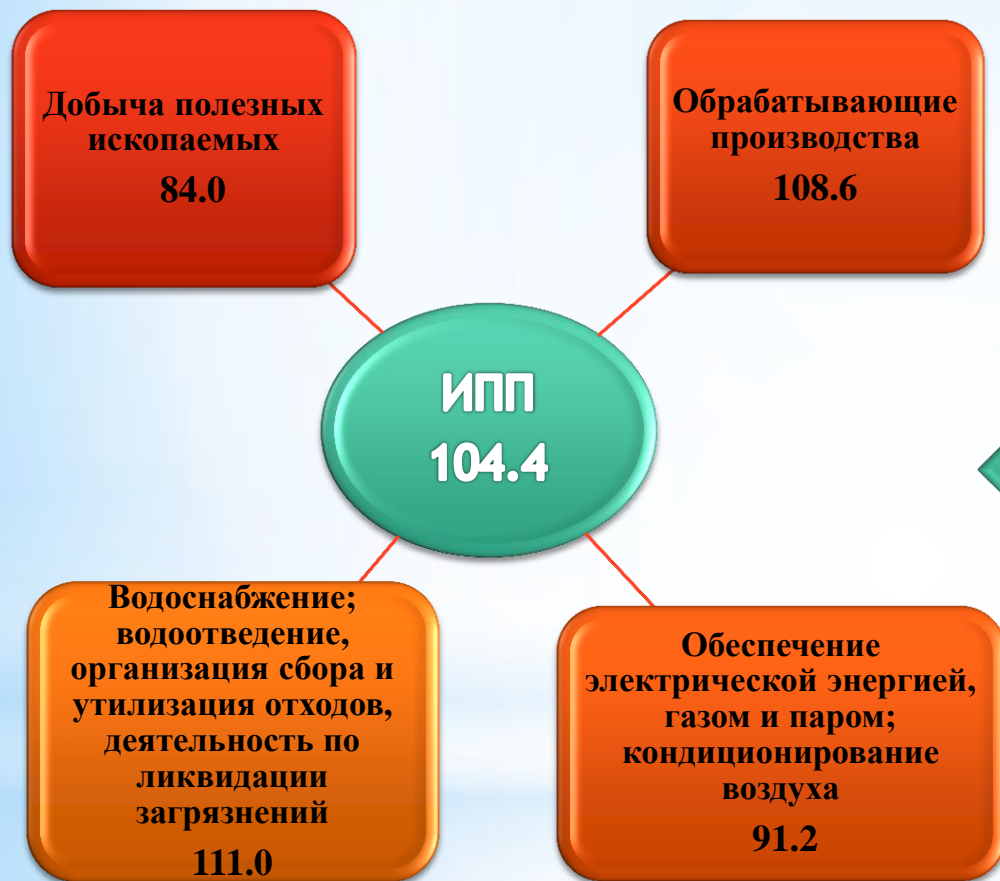 Добыча полезных
ископаемых
84.0
Обрабатывающие
производства
108.6
ИПП
104.4
Водоснабжение;
водоотведение,
организация сбора и
утилизация отходов,
деятельность по
ликвидации
загрязнений
111.0
Обеспечение
электрической энергией,
газом и паром;
кондиционирование
воздуха
91.2